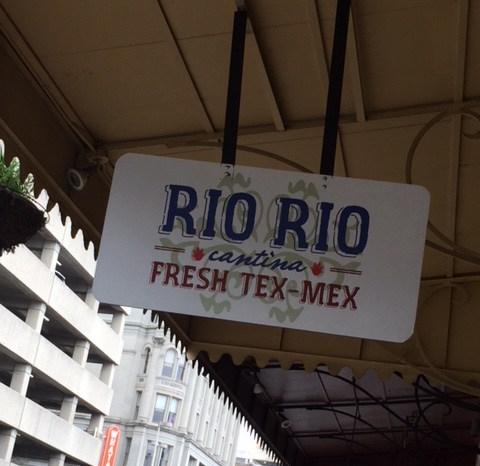 RIO RIO
cantina
FRESH TEX-MEX